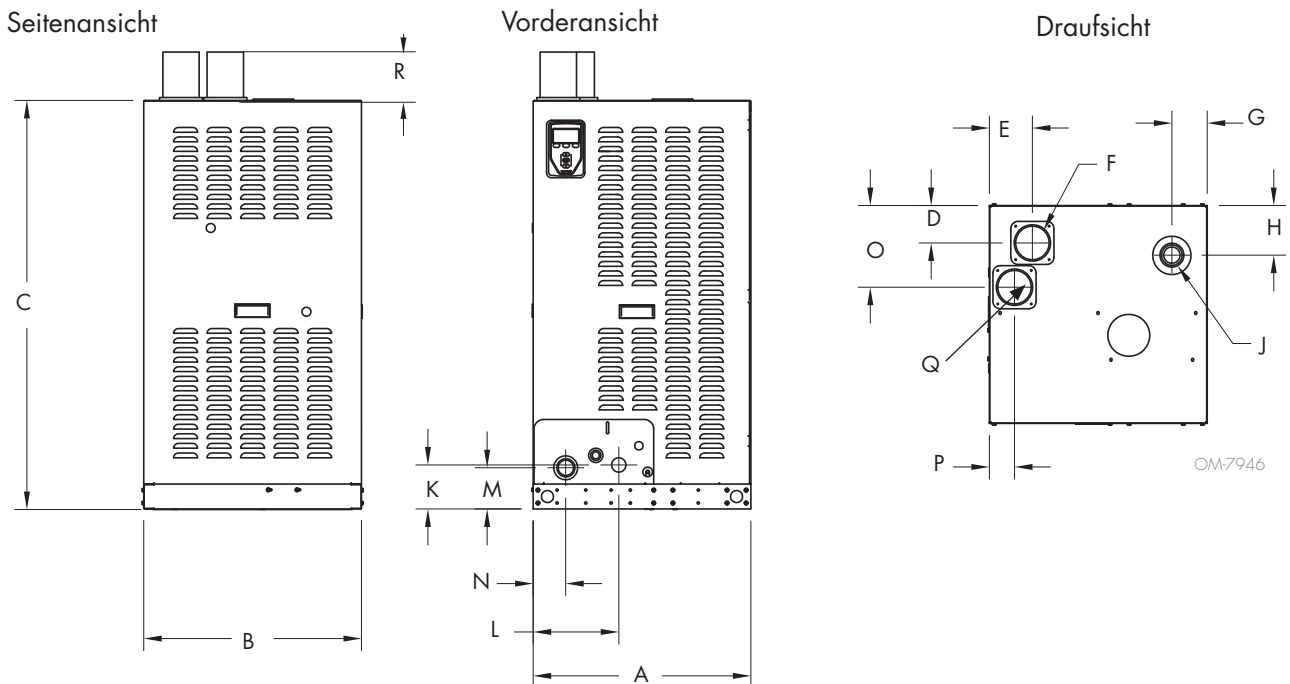 Seitenansicht
Vorderansicht
Draufsicht
R
C
B
K
M
N
L
A
E
G
F
D
H
O
Q
J
P
OM-7946